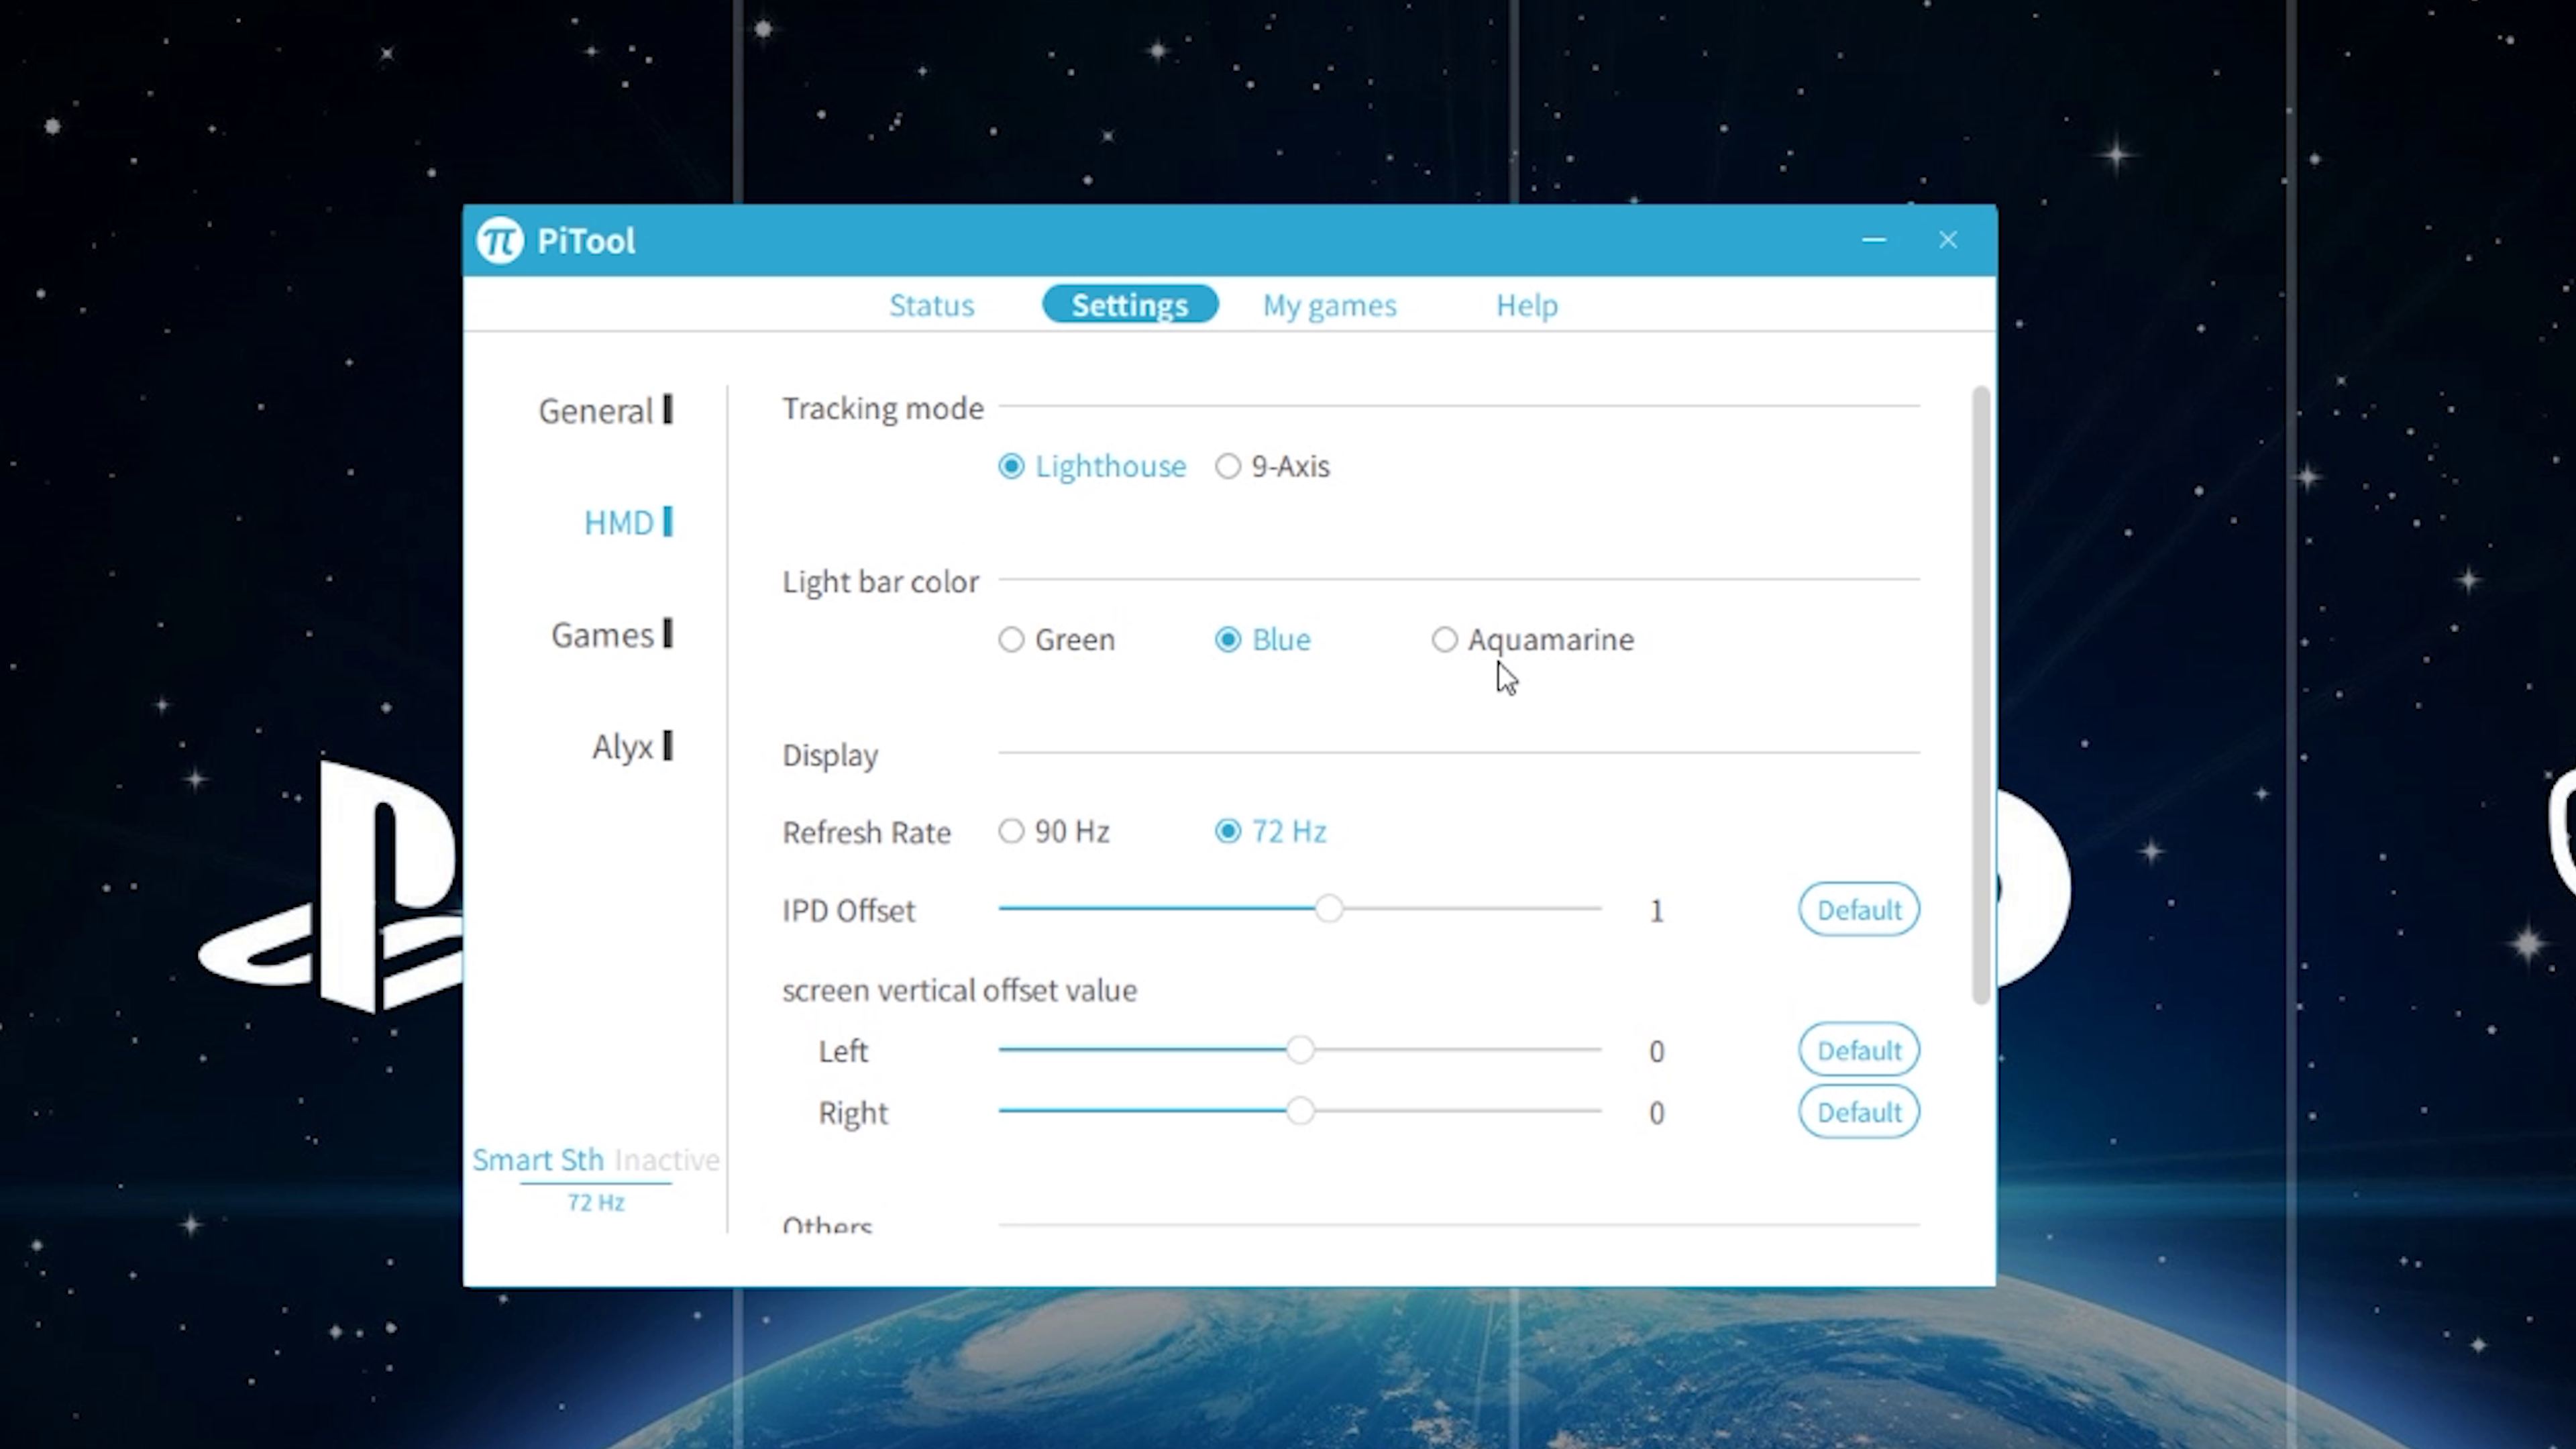 PiTool
Status Settings My games Help
General
HMD
Games
Alyx
Tracking mode
Lighthouse 9-Axis
Light bar color
Green Blue Aquamarine
Display
Refresh Rate 90 Hz 72 Hz
IPD Offset 1 Default
screen vertical offset value
Left 0 Default
Right 0 Default
Others
Smart Sth Inactive
72 Hz